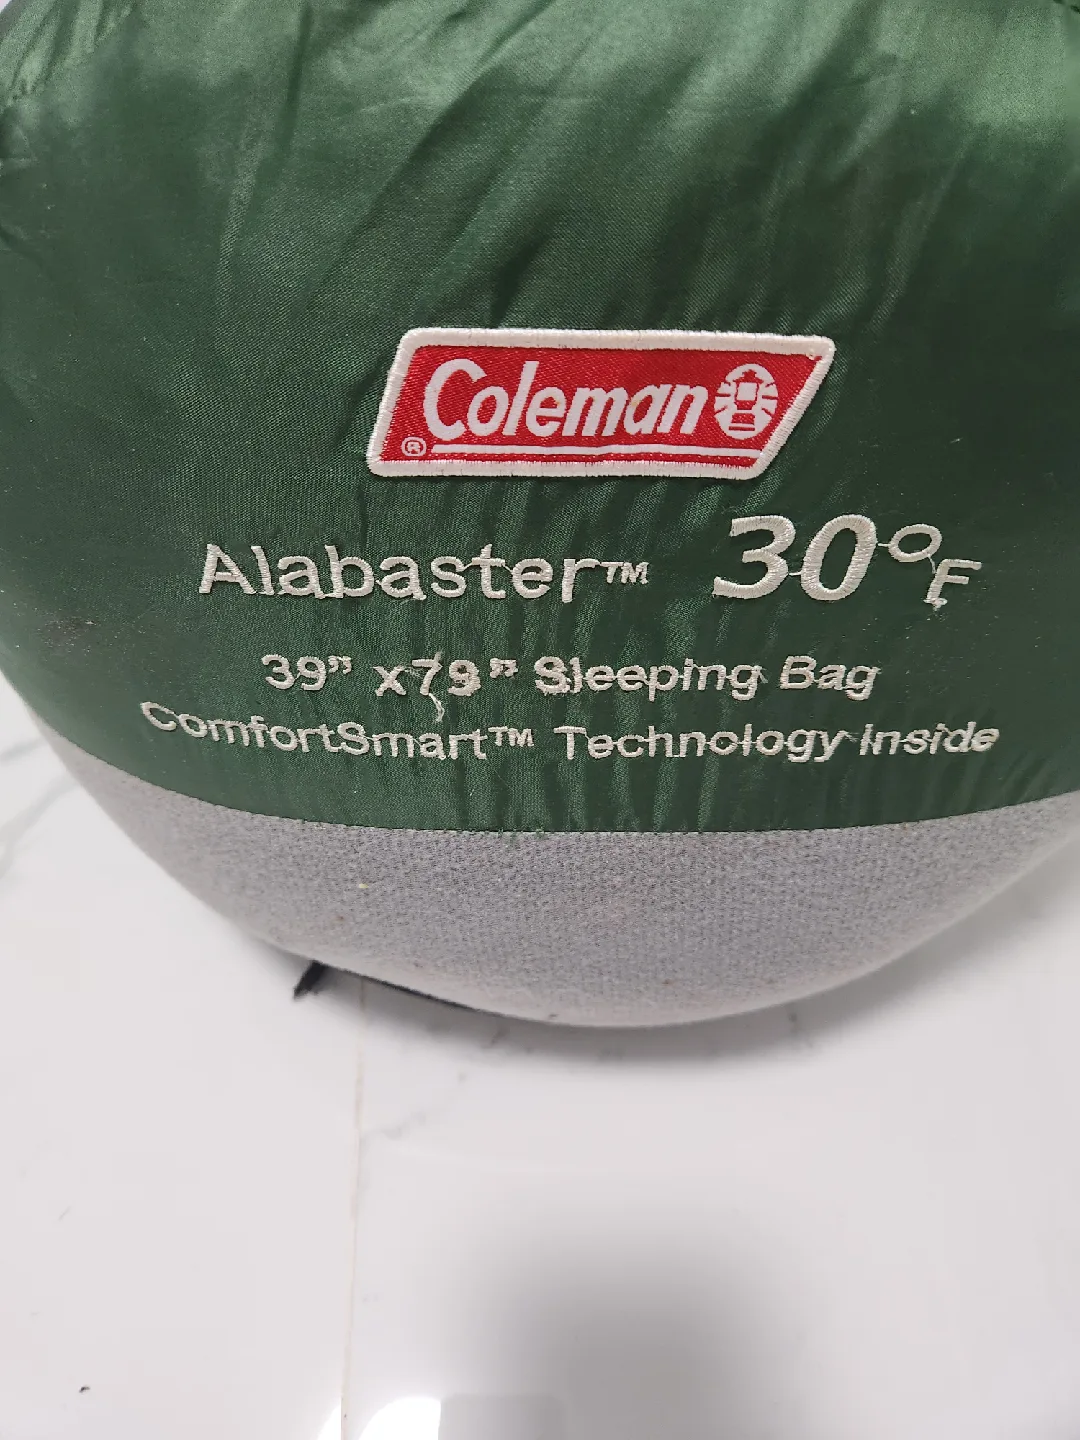 Coleman®
Alabaster™ 30°F
39" x79" Sleeping Bag
ComfortSmart™ Technology Inside